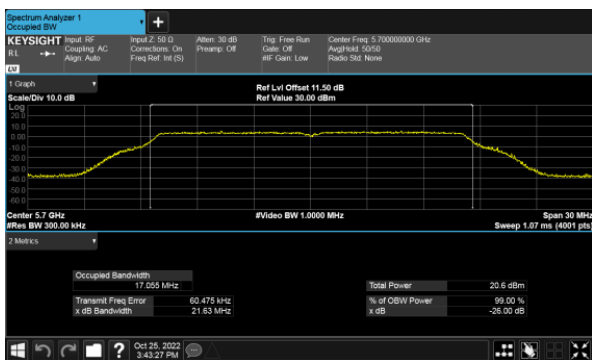 Spectrum Analyzer 1
Occupied BW
+
KEYSIGHT
RL
LXI
Input: RF
Coupling: AC
Align: Auto
Input Z: 50 Ω
Corrections: On
Freq Ref: Int (S)
Atten: 30 dB
Preamp: Off
Trig: Free Run
Gate: Off
#IF Gain: Low
Center Freq: 5.700000000 GHz
Avg|Hold: 50/50
Radio Std: None
1 Graph
Scale/Div 10.0 dB
Ref Lvl Offset 11.50 dB
Ref Value 30.00 dBm
Log
20.0
10.0
0.00
-10.0
-20.0
-30.0
-40.0
-50.0
-60.0
Center 5.7 GHz
#Res BW 300.00 kHz
#Video BW 1.0000 MHz
Span 30 MHz
Sweep 1.07 ms (4001 pts)
2 Metrics
Occupied Bandwidth
17.055 MHz
Transmit Freq Error 60.475 kHz
x dB Bandwidth 21.63 MHz
Total Power 20.6 dBm
% of OBW Power 99.00 %
x dB -26.00 dB
?
Oct 25, 2022
3:43:27 PM